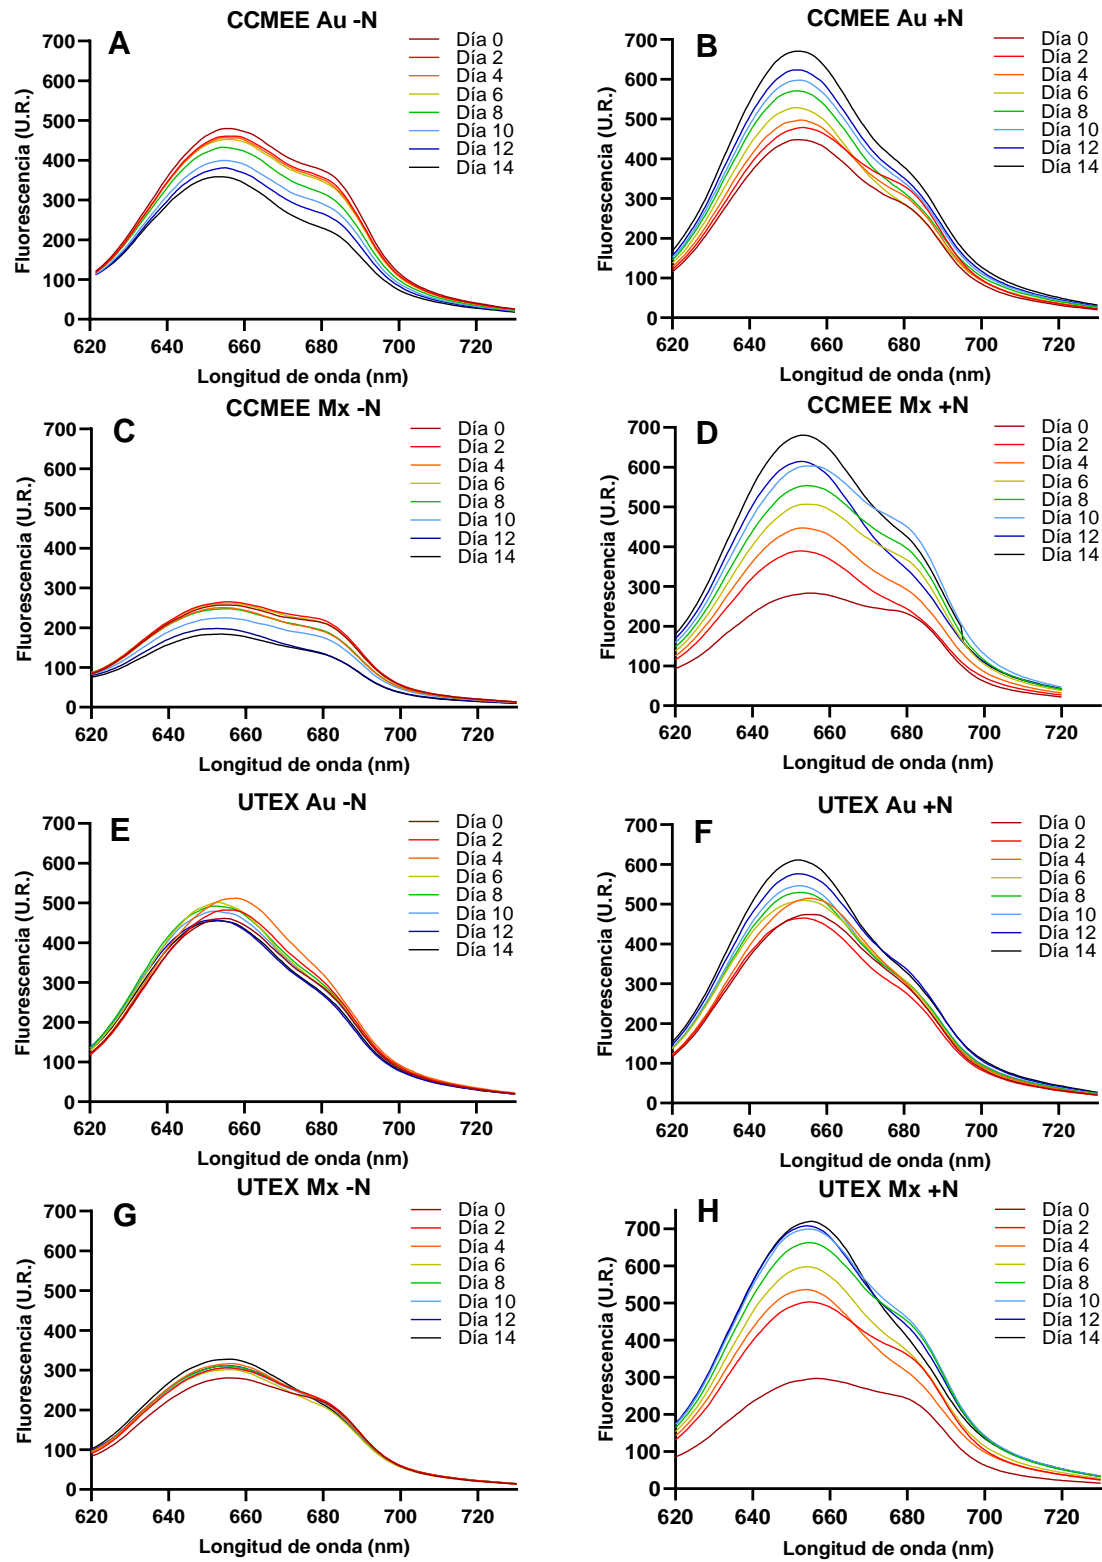 CCMEE Au -N
A
Fluorescencia (U.R.)
700
600
500
400
300
200
100
0
620
640
660
680
700
720
Longitud de onda (nm)
Día 0
Día 2
Día 4
Día 6
Día 8
Día 10
Día 12
Día 14
CCMEE Au +N
B
Fluorescencia (U.R.)
700
600
500
400
300
200
100
0
620
640
660
680
700
720
Longitud de onda (nm)
Día 0
Día 2
Día 4
Día 6
Día 8
Día 10
Día 12
Día 14
CCMEE Mx -N
C
Fluorescencia (U.R.)
700
600
500
400
300
200
100
0
620
640
660
680
700
720
Longitud de onda (nm)
Día 0
Día 2
Día 4
Día 6
Día 8
Día 10
Día 12
Día 14
CCMEE Mx +N
D
Fluorescencia (U.R.)
700
600
500
400
300
200
100
0
620
640
660
680
700
720
Longitud de onda (nm)
Día 0
Día 2
Día 4
Día 6
Día 8
Día 10
Día 12
Día 14
UTEX Au -N
E
Fluorescencia (U.R.)
700
600
500
400
300
200
100
0
620
640
660
680
700
720
Longitud de onda (nm)
Día 0
Día 2
Día 4
Día 6
Día 8
Día 10
Día 12
Día 14
UTEX Au +N
F
Fluorescencia (U.R.)
700
600
500
400
300
200
100
0
620
640
660
680
700
720
Longitud de onda (nm)
Día 0
Día 2
Día 4
Día 6
Día 8
Día 10
Día 12
Día 14
UTEX Mx -N
G
Fluorescencia (U.R.)
700
600
500
400
300
200
100
0
620
640
660
680
700
720
Longitud de onda (nm)
Día 0
Día 2
Día 4
Día 6
Día 8
Día 10
Día 12
Día 14
UTEX Mx +N
H
Fluorescencia (U.R.)
700
600
500
400
300
200
100
0
620
640
660
680
700
720
Longitud de onda (nm)
Día 0
Día 2
Día 4
Día 6
Día 8
Día 10
Día 12
Día 14